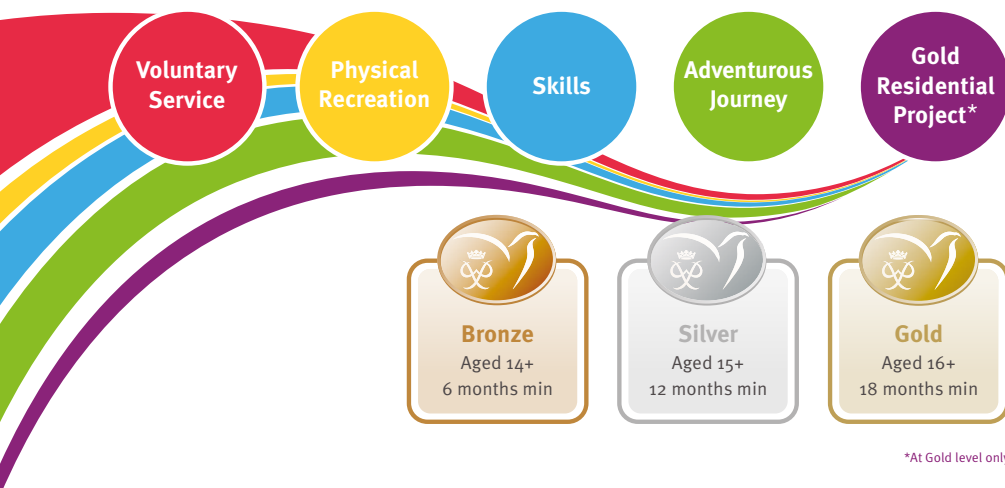 Voluntary
Service
Physical
Recreation
Skills
Adventurous
Journey
Gold
Residential
Project*
Bronze
Aged 14+
6 months min
Silver
Aged 15+
12 months min
Gold
Aged 16+
18 months min
*At Gold level only